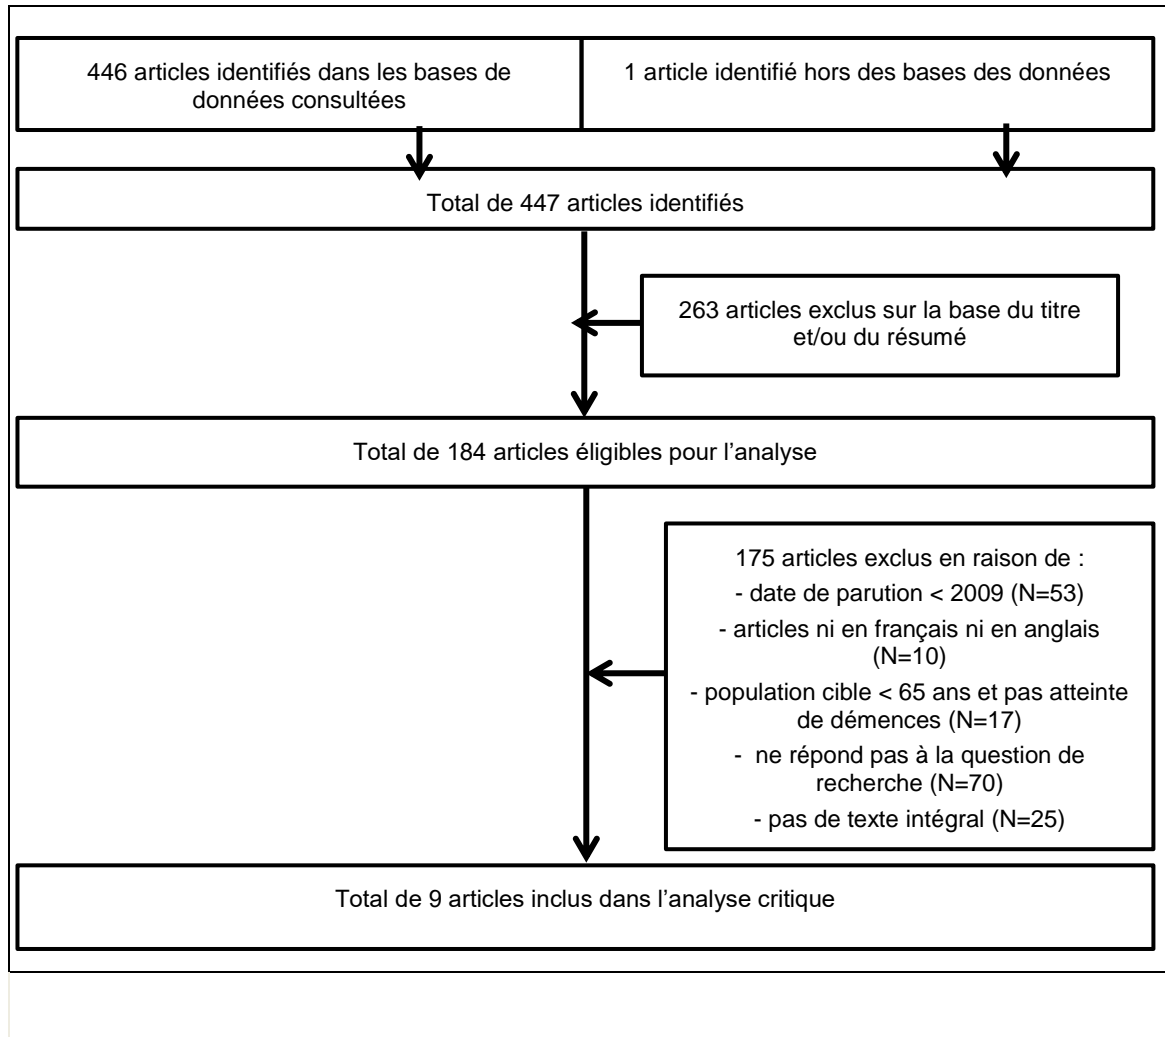 446 articles identifiés dans les bases de
données consultées
1 article identifié hors des bases des données
Total de 447 articles identifiés
263 articles exclus sur la base du titre
et/ou du résumé
Total de 184 articles éligibles pour l’analyse
175 articles exclus en raison de :
- date de parution < 2009 (N=53)
- articles ni en français ni en anglais
(N=10)
- population cible < 65 ans et pas atteinte
de démences (N=17)
- ne répond pas à la question de
recherche (N=70)
- pas de texte intégral (N=25)
Total de 9 articles inclus dans l’analyse critique